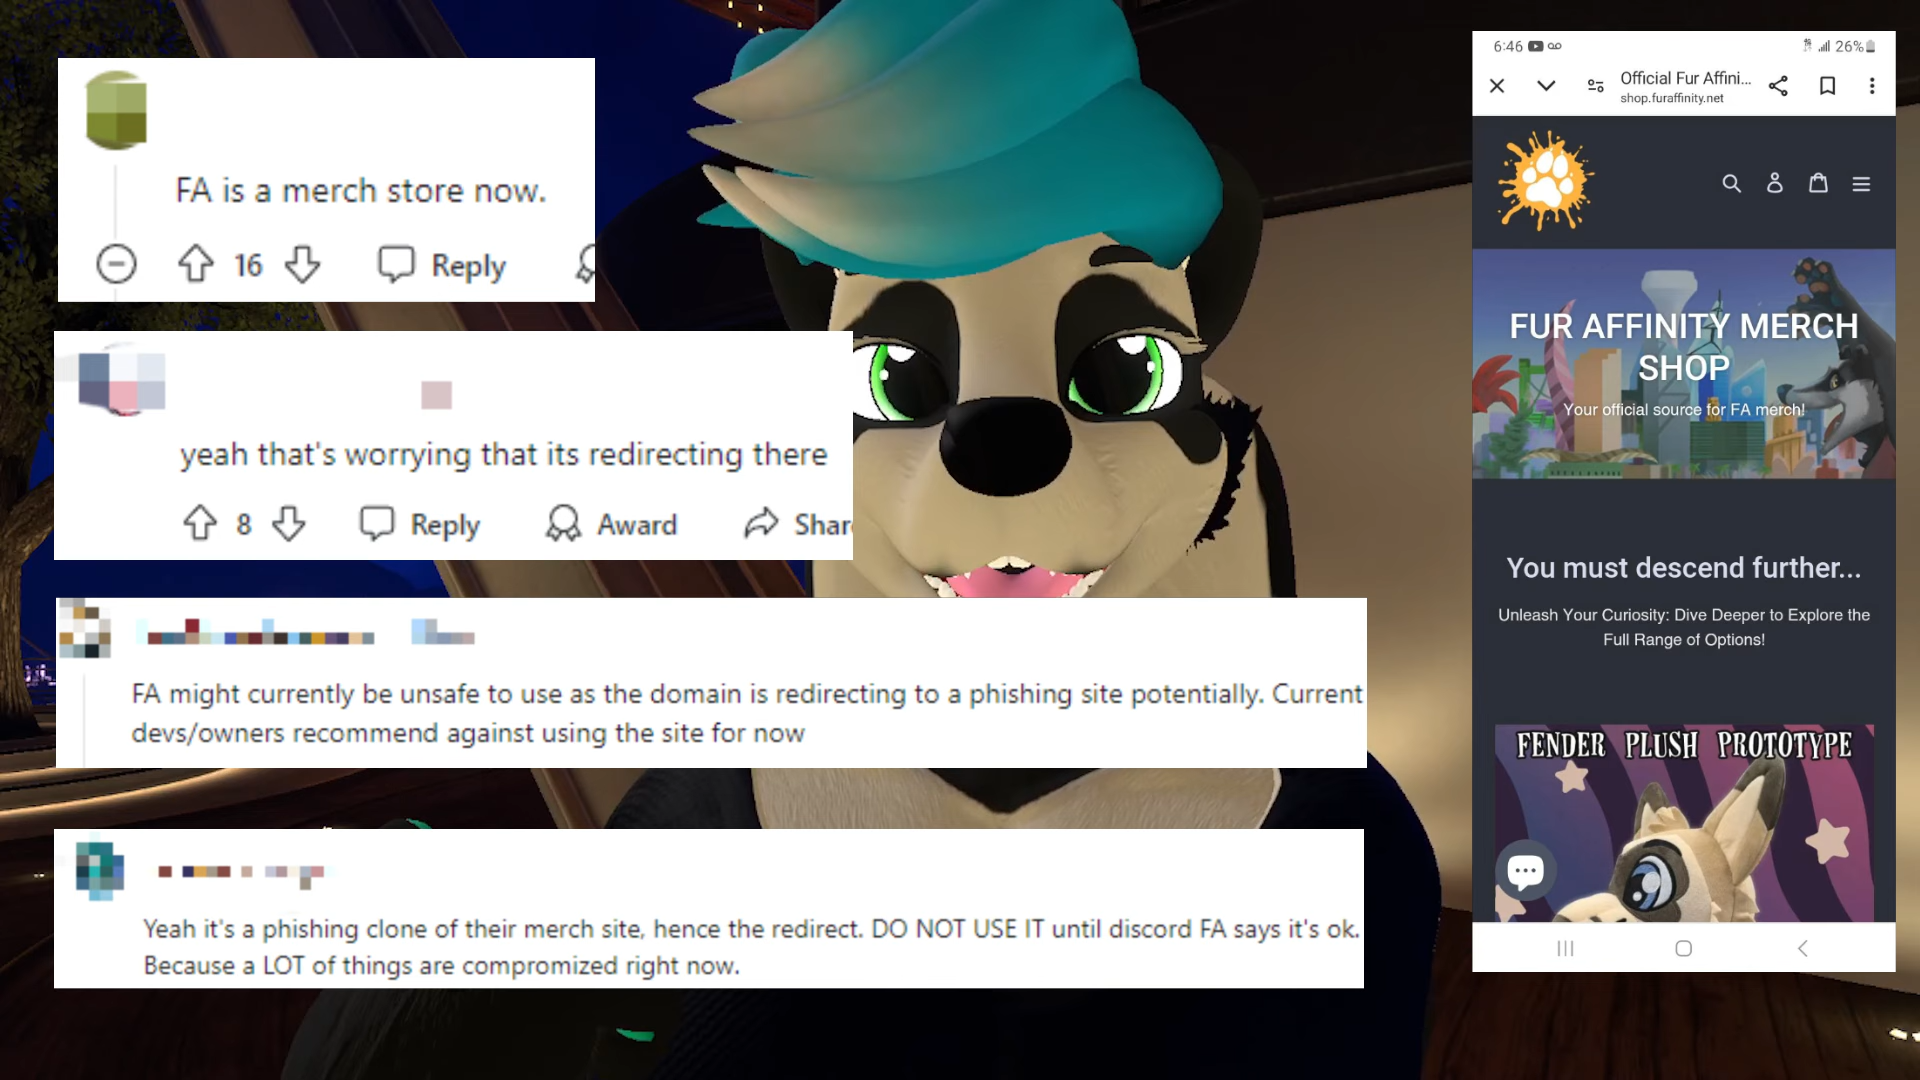 FA is a merch store now.
16
Reply
yeah that's worrying that its redirecting there
8
Reply
Award
Shar
FA might currently be unsafe to use as the domain is redirecting to a phishing site potentially. Current
devs/owners recommend against using the site for now
Yeah it's a phishing clone of their merch site, hence the redirect. DO NOT USE IT until discord FA says it's ok.
Because a LOT of things are compromized right now.
6:46
26%
Official Fur Affini...
shop.furaffinity.net
FUR AFFINITY MERCH
SHOP
Your official source for FA merch!
You must descend further...
Unleash Your Curiosity: Dive Deeper to Explore the
Full Range of Options!
FENDER PLUSH PROTOTYPE